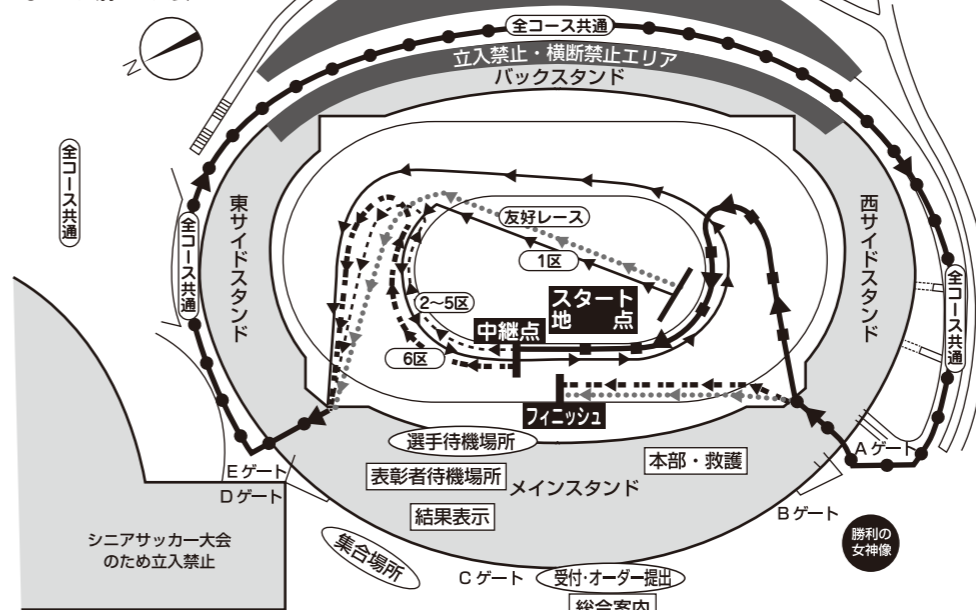 全コース共通
立入禁止・横断禁止エリア
バックスタンド
N
全コース共通
全コース共通
東サイドスタンド
西サイドスタンド
全コース共通
友好レース
1区
スタート
地　点
2〜5区
中継点
6区
フィニッシュ
選手待機場所
本部・救護
表彰者待機場所
メインスタンド
結果表示
Aゲート
Eゲート
Dゲート
Bゲート
シニアサッカー大会
のため立入禁止
勝利の
女神像
集合場所
Cゲート
受付・オーダー提出
総合案内